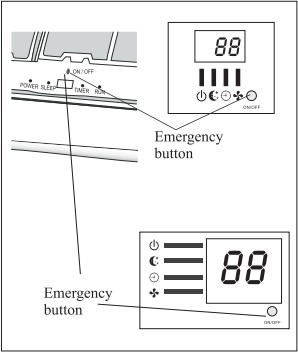 88
ON/OFF
ON / OFF
POWER SLEEP TIMER RUN
Emergency
button
88
Emergency
button
ON/OFF